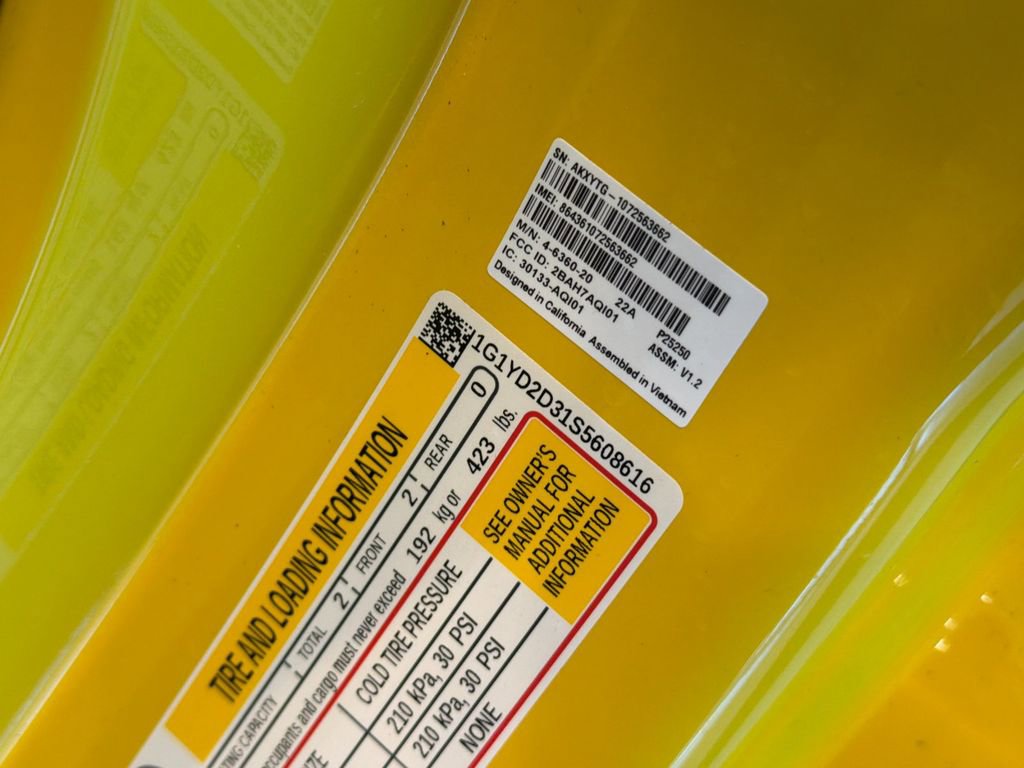 SN: AKXYTG_1072563662
IMEI: 864361072563662
M/N: 4-6360-20 22A P25250
FCC ID: 2BAH7AQI01 ASSM: V1.2
IC: 30133-AQI01
Designed in California Assembled in Vietnam
1G1YD2D31S5608616
TIRE AND LOADING INFORMATION
TOTAL 2 FRONT 2 REAR 0
and cargo must never exceed 192 kg or 423 lbs.
COLD TIRE PRESSURE
210 kPa, 30 PSI
210 kPa, 30 PSI
NONE
SEE OWNER'S
MANUAL FOR
ADDITIONAL
INFORMATION